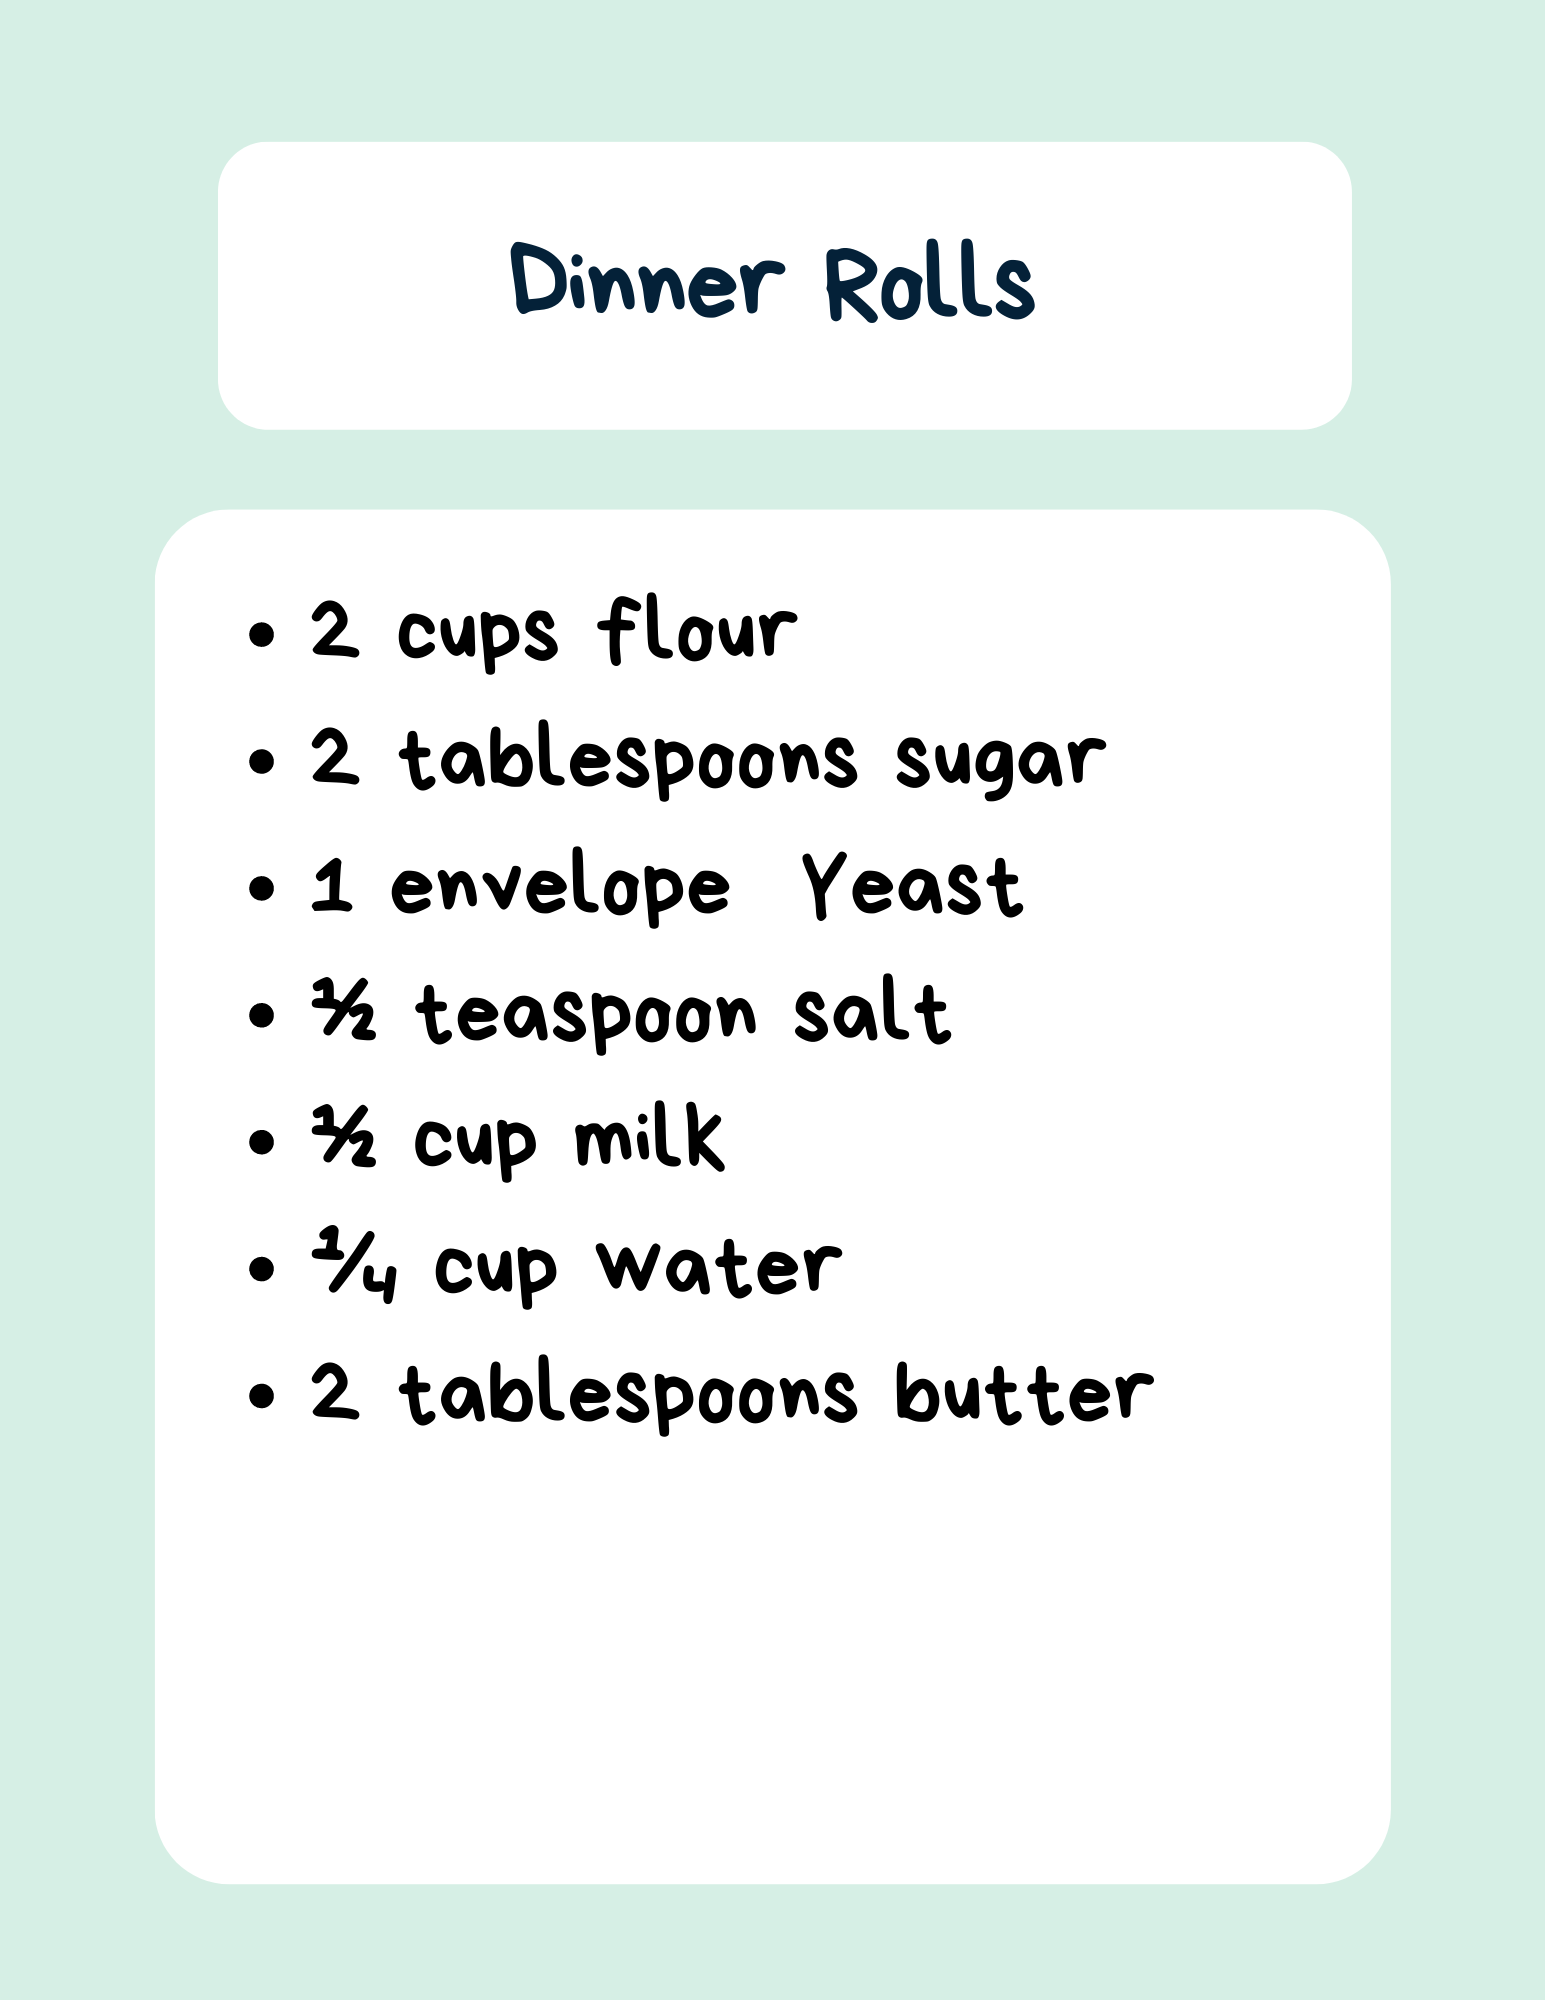 Dinner Rolls
• 2 cups flour
• 2 tablespoons sugar
• 1 envelope  Yeast
• ½ teaspoon salt
• ½ cup milk
• ¼ cup water
• 2 tablespoons butter